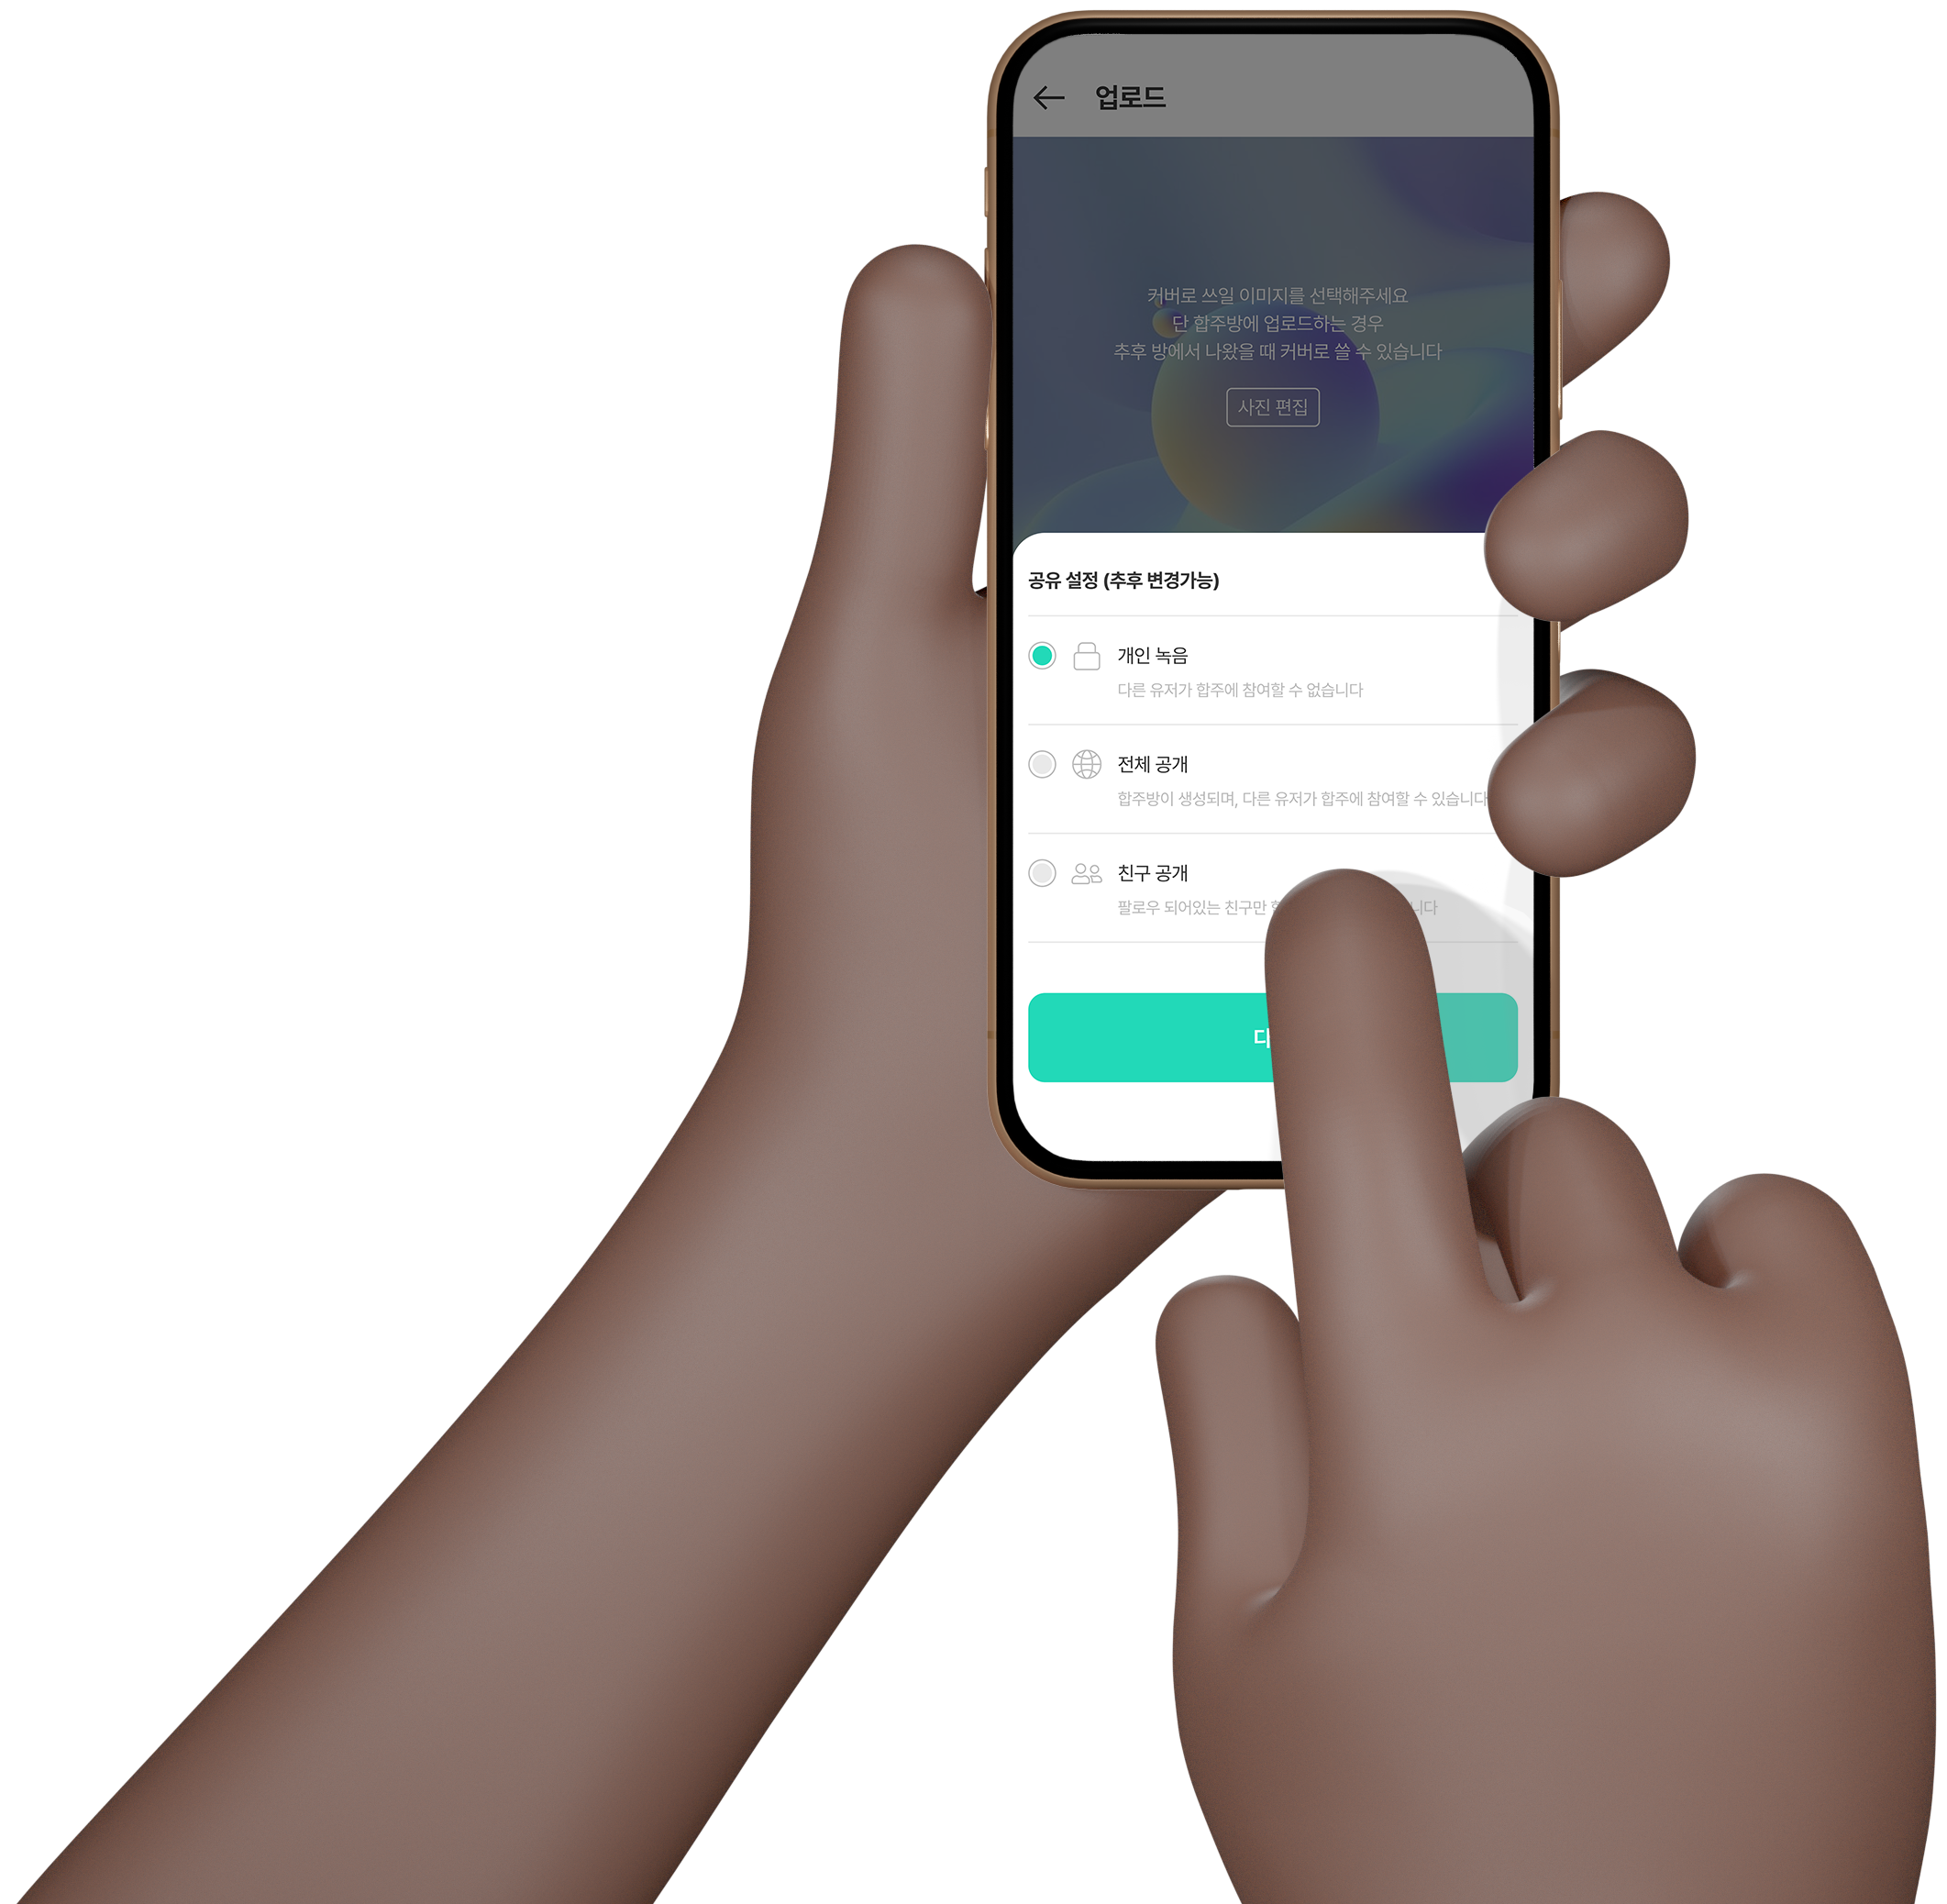 업로드
커버로 쓰일 이미지를 선택해주세요
단 합주방에 업로드하는 경우
추후 방에서 나왔을 때 커버로 쓸 수 있습니다
사진 편집
공유 설정 (추후 변경가능)
개인 녹음
다른 유저가 합주에 참여할 수 없습니다
전체 공개
합주방이 생성되며, 다른 유저가 합주에 참여할 수 있습니다
친구 공개
팔로우 되어있는 친구만